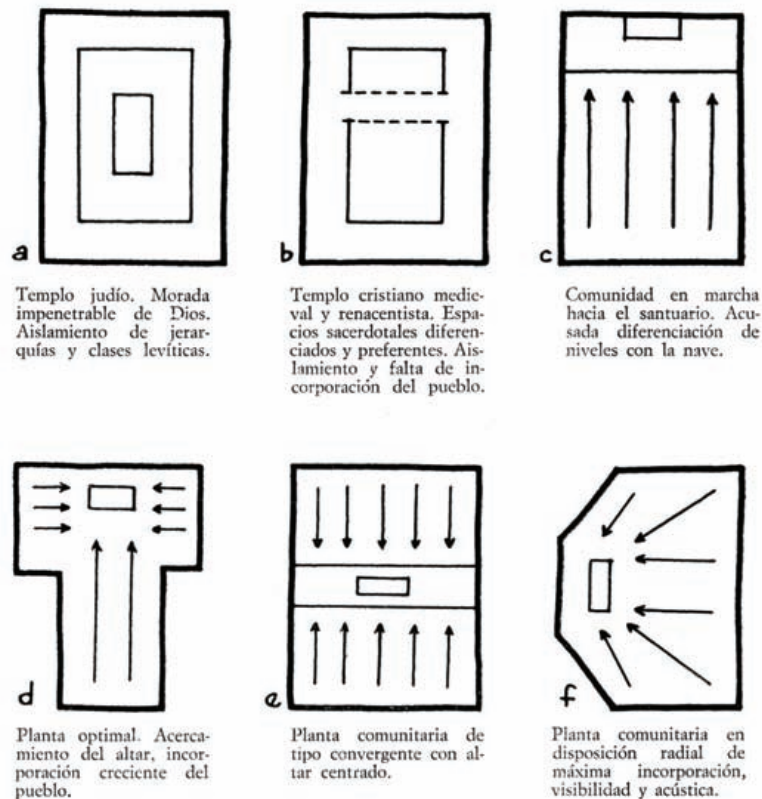 a
Templo judío. Morada
impenetrable de Dios.
Aislamiento de jerar-
quías y clases levíticas.
b
Templo cristiano medie-
val y renacentista. Espa-
cios sacerdotales diferen-
ciados y preferentes. Ais-
lamiento y falta de in-
corporación del pueblo.
c
Comunidad en marcha
hacia el santuario. Acu-
sada diferenciación de
niveles con la nave.
d
Planta optimal. Acerca-
miento del altar, incor-
poración creciente del
pueblo.
e
Planta comunitaria de
tipo convergente con al-
tar centrado.
f
Planta comunitaria en
disposición radial de
máxima incorporación,
visibilidad y acústica.